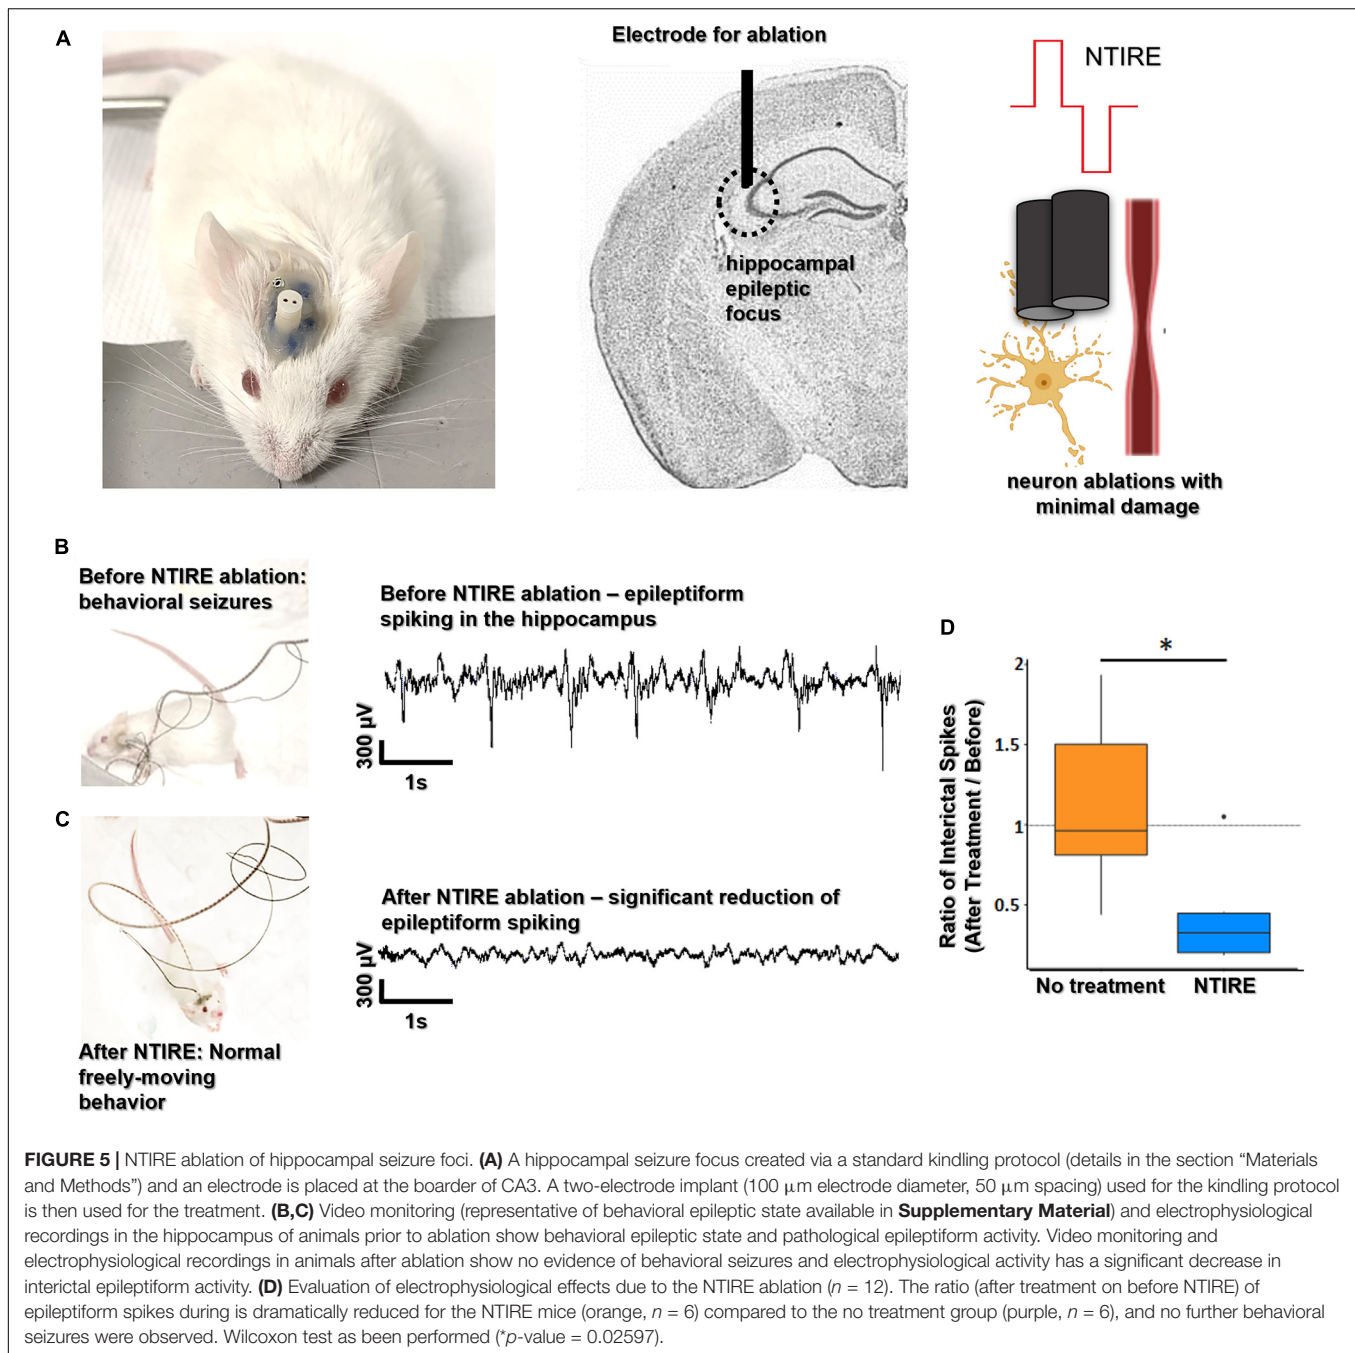 A
Electrode for ablation
hippocampal
epileptic
focus
NTIRE
neuron ablations with
minimal damage
B
Before NTIRE ablation:
behavioral seizures
Before NTIRE ablation – epileptiform
spiking in the hippocampus
300 µV
1s
C
After NTIRE: Normal
freely-moving
behavior
After NTIRE ablation – significant reduction of
epileptiform spiking
300 µV
1s
D
Ratio of Interictal Spikes
(After Treatment / Before)
2
1.5
1
0.5
*
No treatment
NTIRE
FIGURE 5 | NTIRE ablation of hippocampal seizure foci. (A) A hippocampal seizure focus created via a standard kindling protocol (details in the section “Materials
and Methods”) and an electrode is placed at the boarder of CA3. A two-electrode implant (100 µm electrode diameter, 50 µm spacing) used for the kindling protocol
is then used for the treatment. (B,C) Video monitoring (representative of behavioral epileptic state available in Supplementary Material) and electrophysiological
recordings in the hippocampus of animals prior to ablation show behavioral epileptic state and pathological epileptiform activity. Video monitoring and
electrophysiological recordings in animals after ablation show no evidence of behavioral seizures and electrophysiological activity has a significant decrease in
interictal epileptiform activity. (D) Evaluation of electrophysiological effects due to the NTIRE ablation (n = 12). The ratio (after treatment on before NTIRE) of
epileptiform spikes during is dramatically reduced for the NTIRE mice (orange, n = 6) compared to the no treatment group (purple, n = 6), and no further behavioral
seizures were observed. Wilcoxon test as been performed (*p-value = 0.02597).